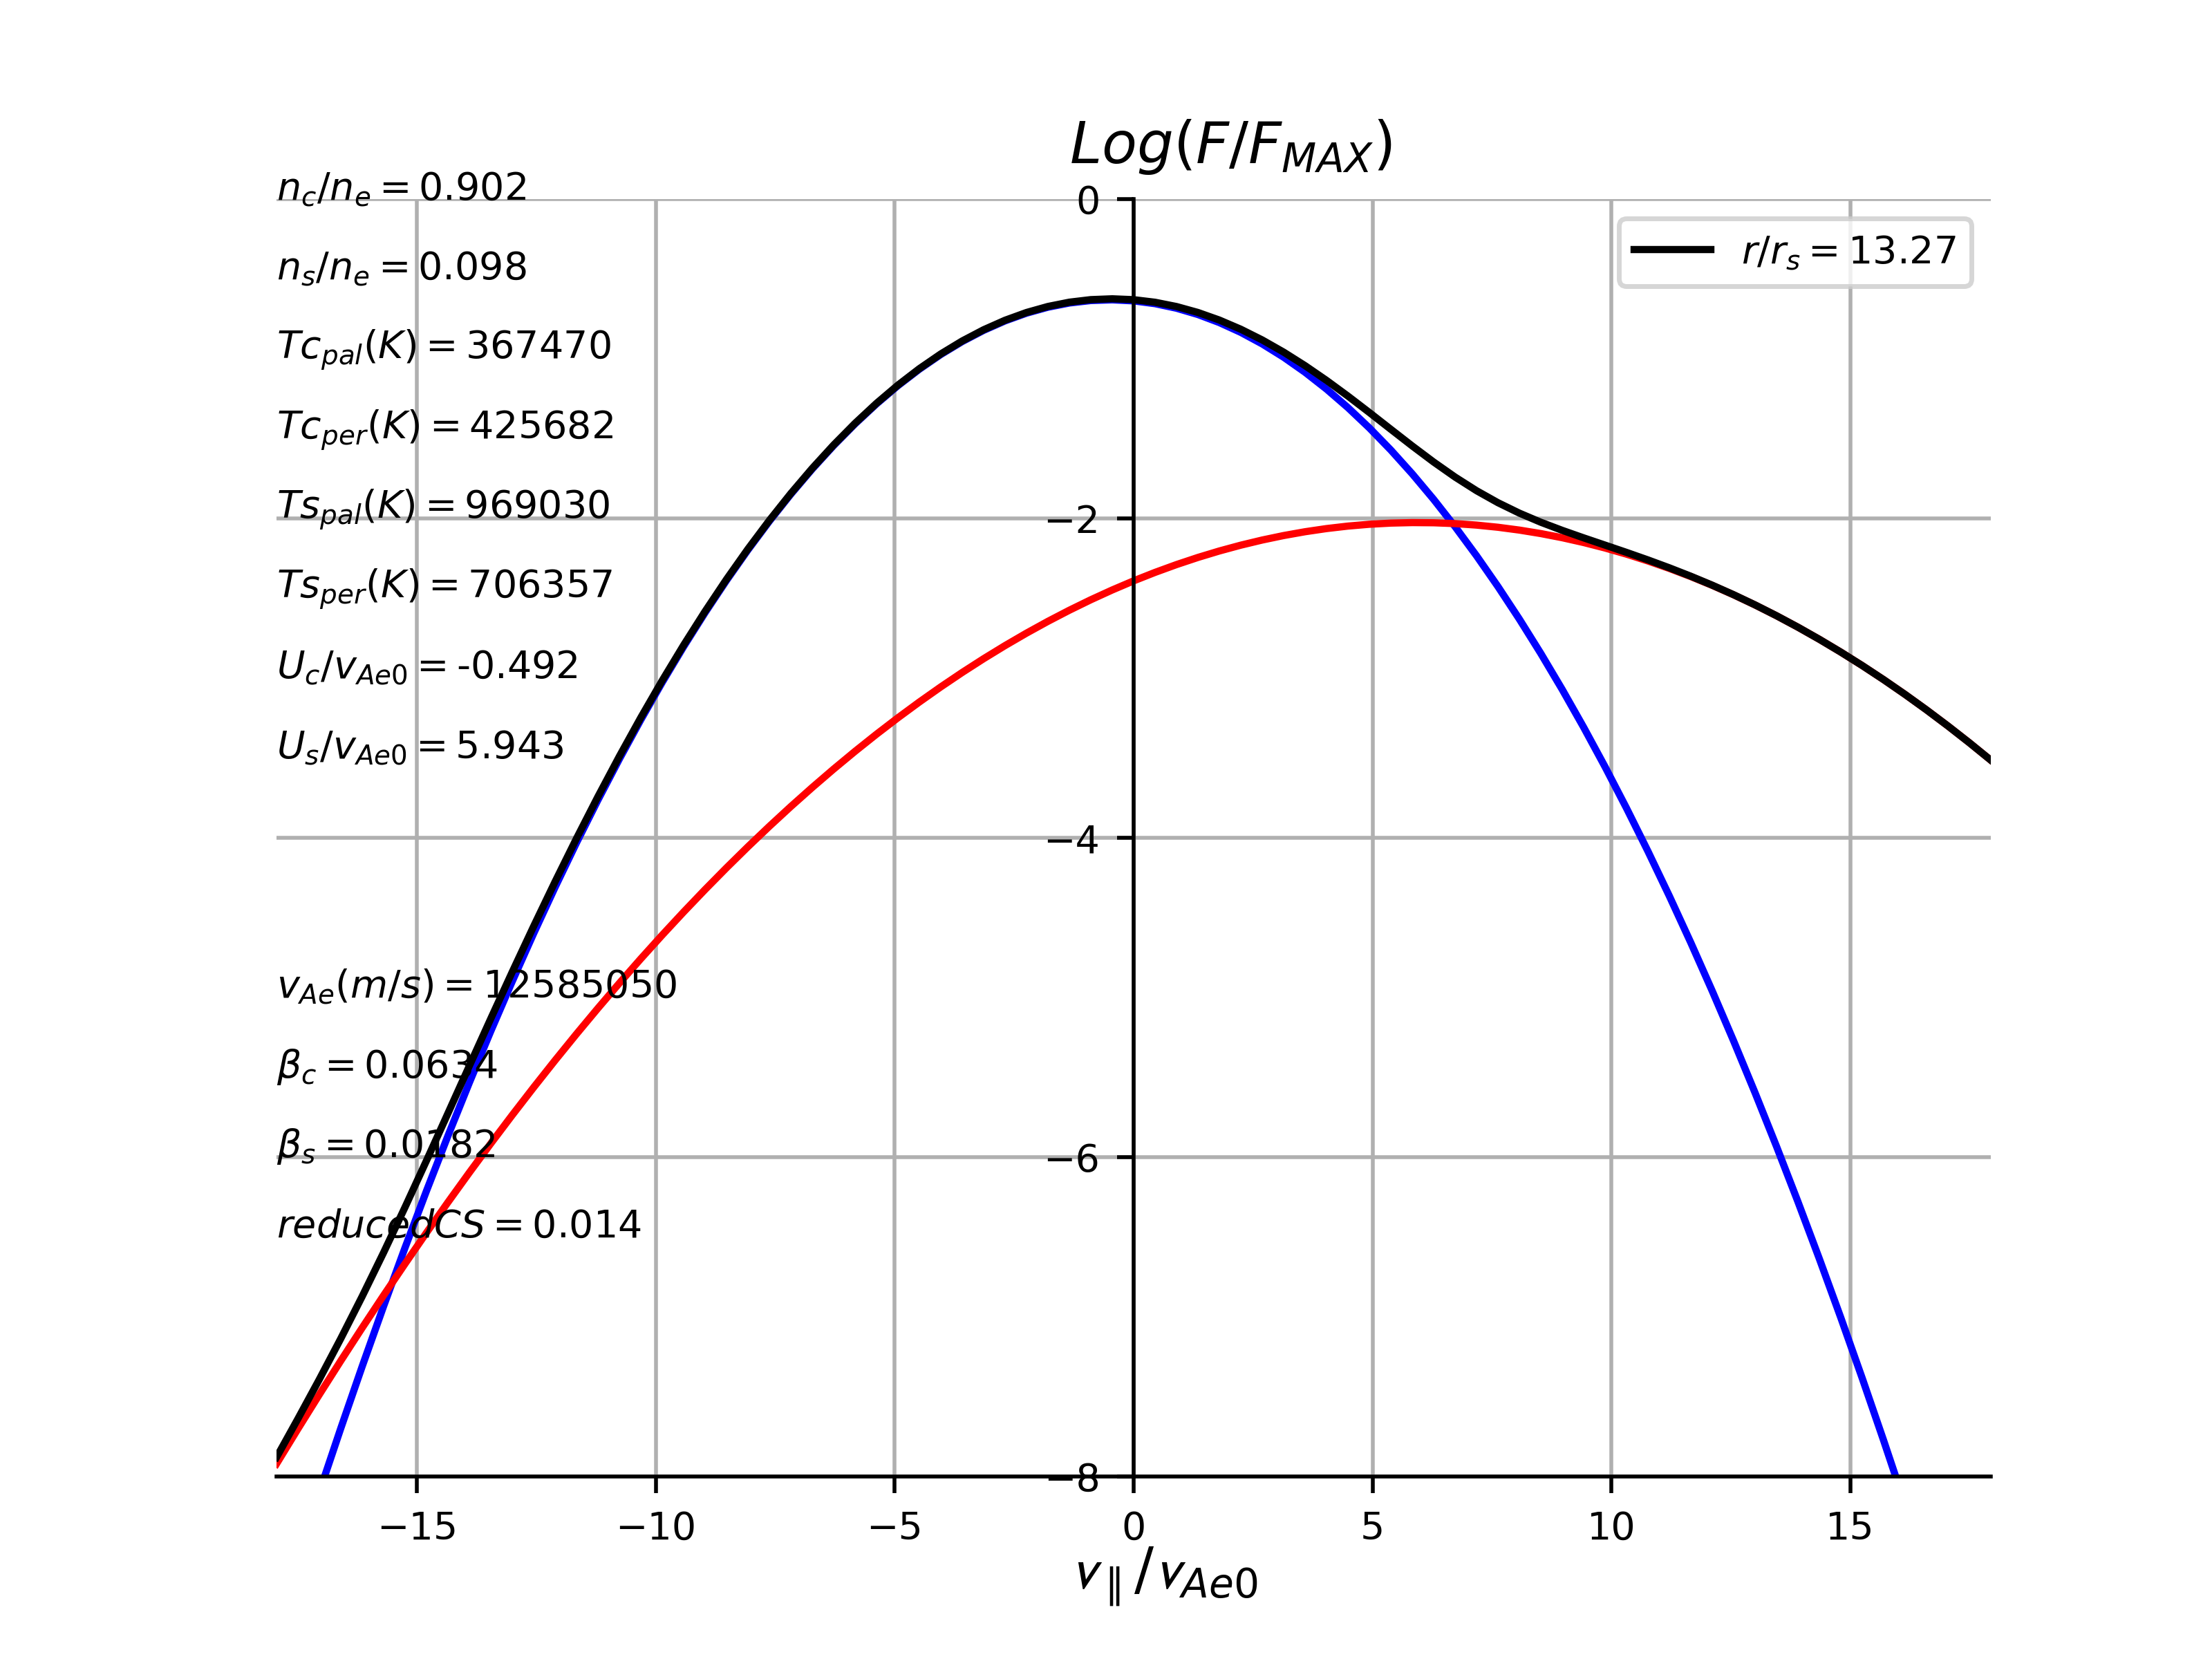 Log(F/F_MAX)
n_c/n_e = 0.902
0
n_s/n_e = 0.098
r/r_s = 13.27
Tc_pal(K) = 367470
Tc_per(K) = 425682
Ts_pal(K) = 969030
−2
Ts_per(K) = 706357
U_c/v_Ae0 = -0.492
U_s/v_Ae0 = 5.943
−4
v_Ae(m/s) = 12585050
β_c = 0.0634
β_s = 0.0182
−6
reducedCS = 0.014
−8
−15 −10 −5 0 5 10 15
v_∥/v_Ae0